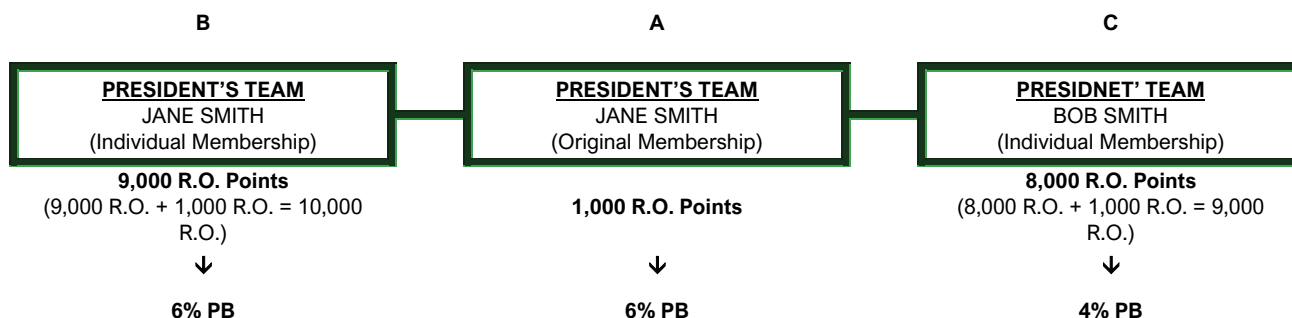 B
A
C
PRESIDENT'S TEAM
JANE SMITH
(Individual Membership)
PRESIDENT'S TEAM
JANE SMITH
(Original Membership)
PRESIDNET' TEAM
BOB SMITH
(Individual Membership)
9,000 R.O. Points
(9,000 R.O. + 1,000 R.O. = 10,000
R.O.)
1,000 R.O. Points
8,000 R.O. Points
(8,000 R.O. + 1,000 R.O. = 9,000
R.O.)
6% PB
6% PB
4% PB